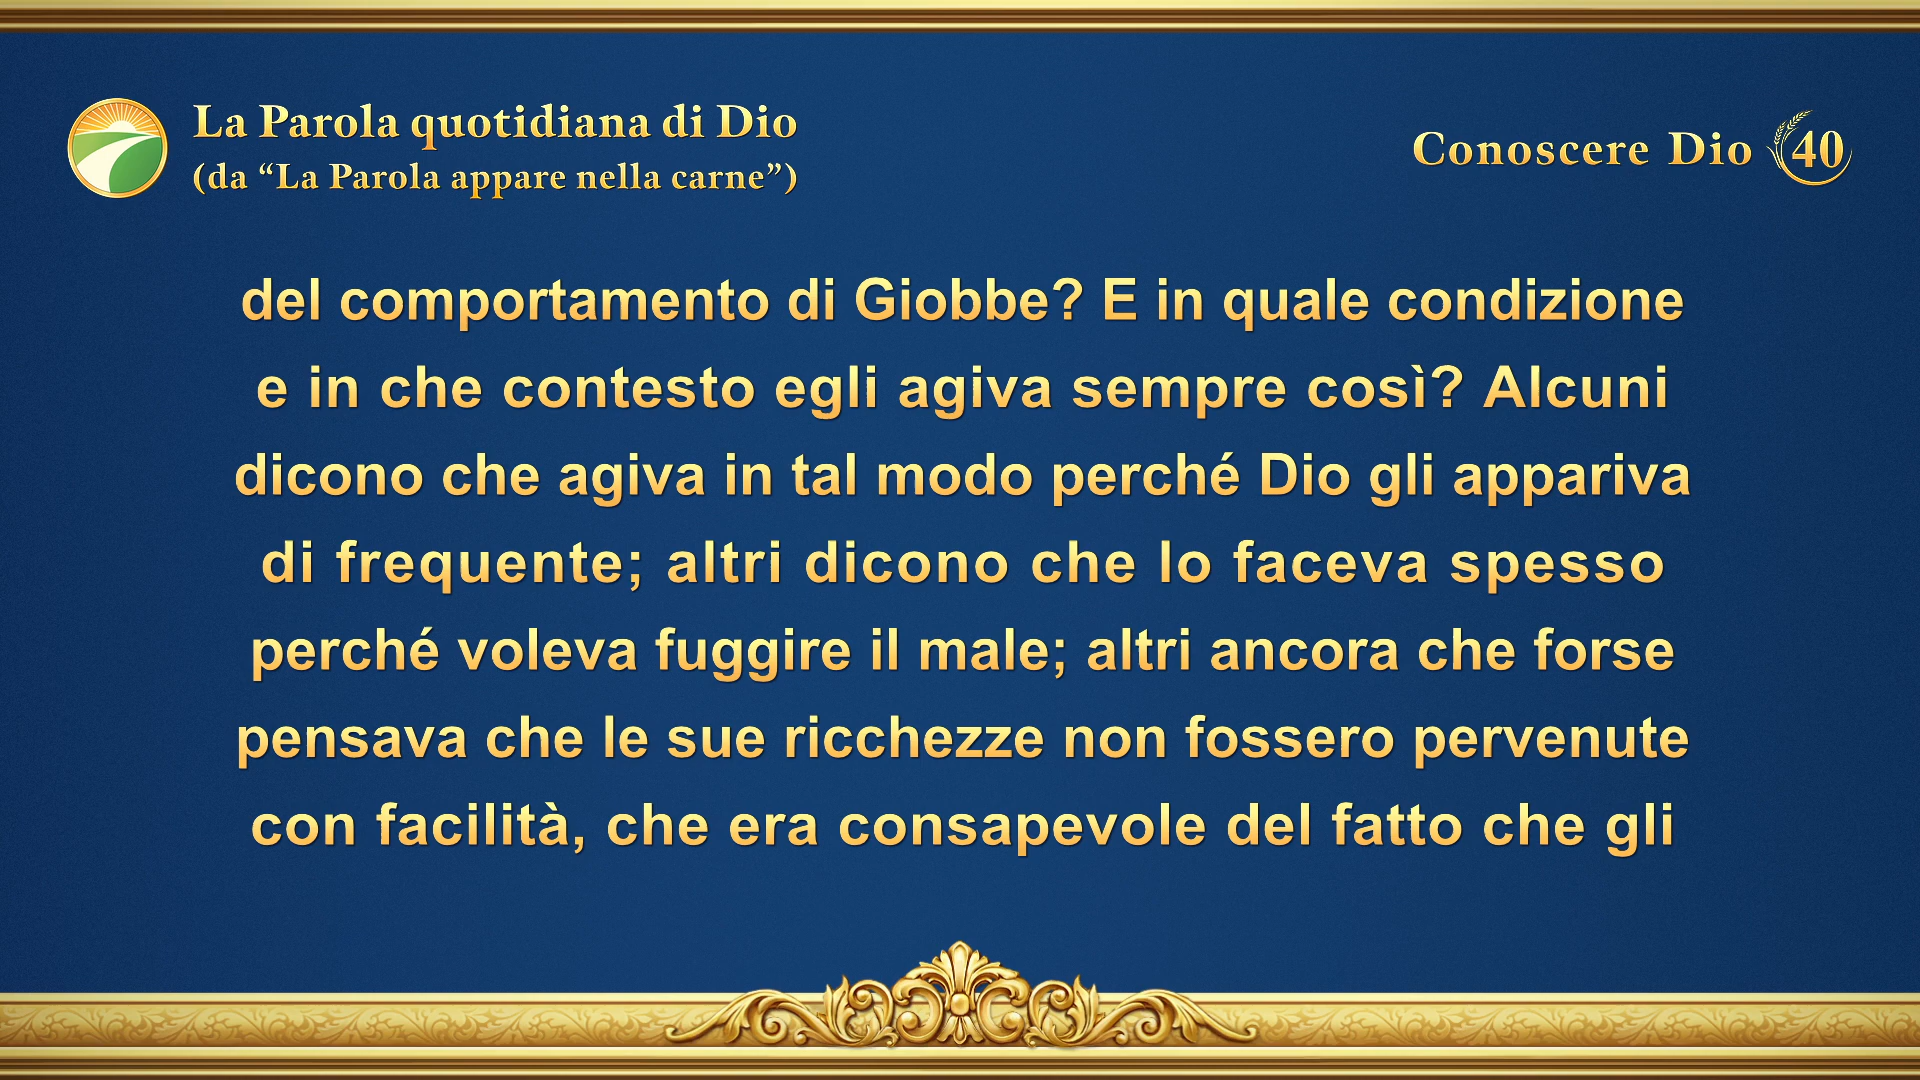 La Parola quotidiana di Dio
(da “La Parola appare nella carne”)
Conoscere Dio 40
del comportamento di Giobbe? E in quale condizione
e in che contesto egli agiva sempre così? Alcuni
dicono che agiva in tal modo perché Dio gli appariva
di frequente; altri dicono che lo faceva spesso
perché voleva fuggire il male; altri ancora che forse
pensava che le sue ricchezze non fossero pervenute
con facilità, che era consapevole del fatto che gli